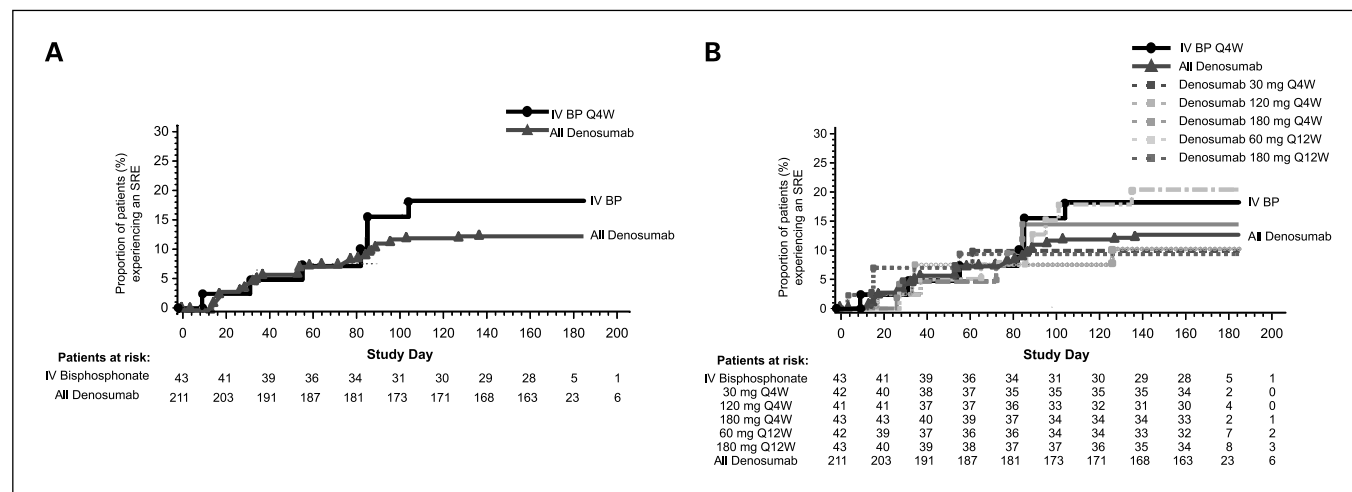 A
IV BP Q4W
All Denosumab
Proportion of patients (%)
experiencing an SRE
30
25
20
15
10
5
0
IV BP
All Denosumab
0 20 40 60 80 100 120 140 160 180 200
Study Day
Patients at risk:
IV Bisphosphonate 43 41 39 36 34 31 30 29 28 5 1
All Denosumab 211 203 191 187 181 173 171 168 163 23 6
B
IV BP Q4W
All Denosumab
Denosumab 30 mg Q4W
Denosumab 120 mg Q4W
Denosumab 180 mg Q4W
Denosumab 60 mg Q12W
Denosumab 180 mg Q12W
Proportion of patients (%)
experiencing an SRE
30
25
20
15
10
5
0
IV BP
All Denosumab
0 20 40 60 80 100 120 140 160 180 200
Study Day
Patients at risk:
IV Bisphosphonate 43 41 39 36 34 31 30 29 28 5 1
30 mg Q4W 42 40 38 37 35 35 35 35 34 2 0
120 mg Q4W 41 41 37 37 36 33 32 31 30 4 0
180 mg Q4W 43 43 40 39 37 34 34 34 33 2 1
60 mg Q12W 42 39 37 36 36 34 34 33 32 7 2
180 mg Q12W 43 40 39 38 37 37 36 35 34 8 3
All Denosumab 211 203 191 187 181 173 171 168 163 23 6